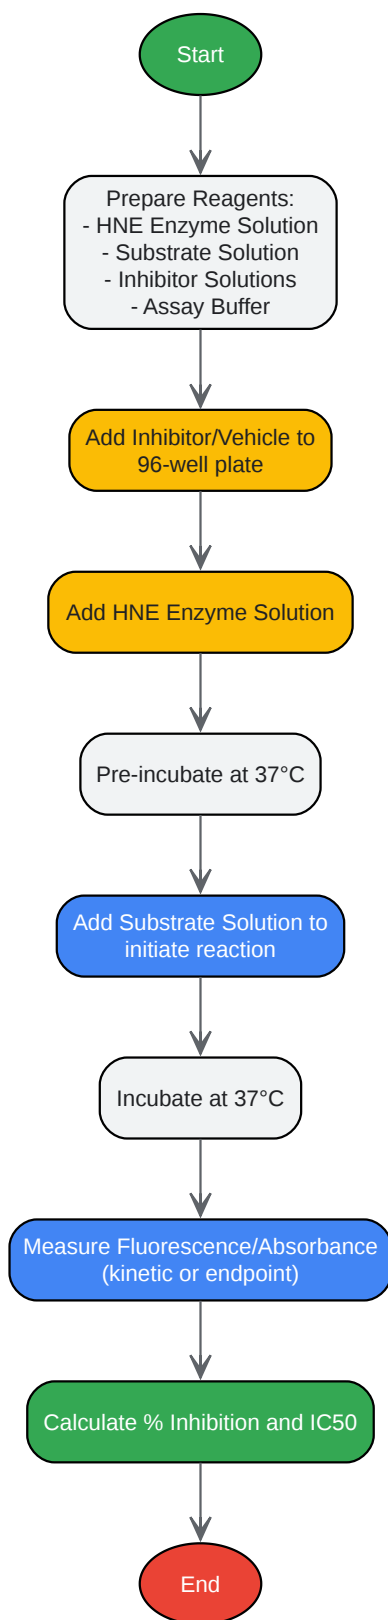 Start
Prepare Reagents:
- HNE Enzyme Solution
- Substrate Solution
- Inhibitor Solutions
- Assay Buffer
Add Inhibitor/Vehicle to
96-well plate
Add HNE Enzyme Solution
Pre-incubate at 37°C
Add Substrate Solution to
initiate reaction
Incubate at 37°C
Measure Fluorescence/Absorbance
(kinetic or endpoint)
Calculate % Inhibition and IC50
End